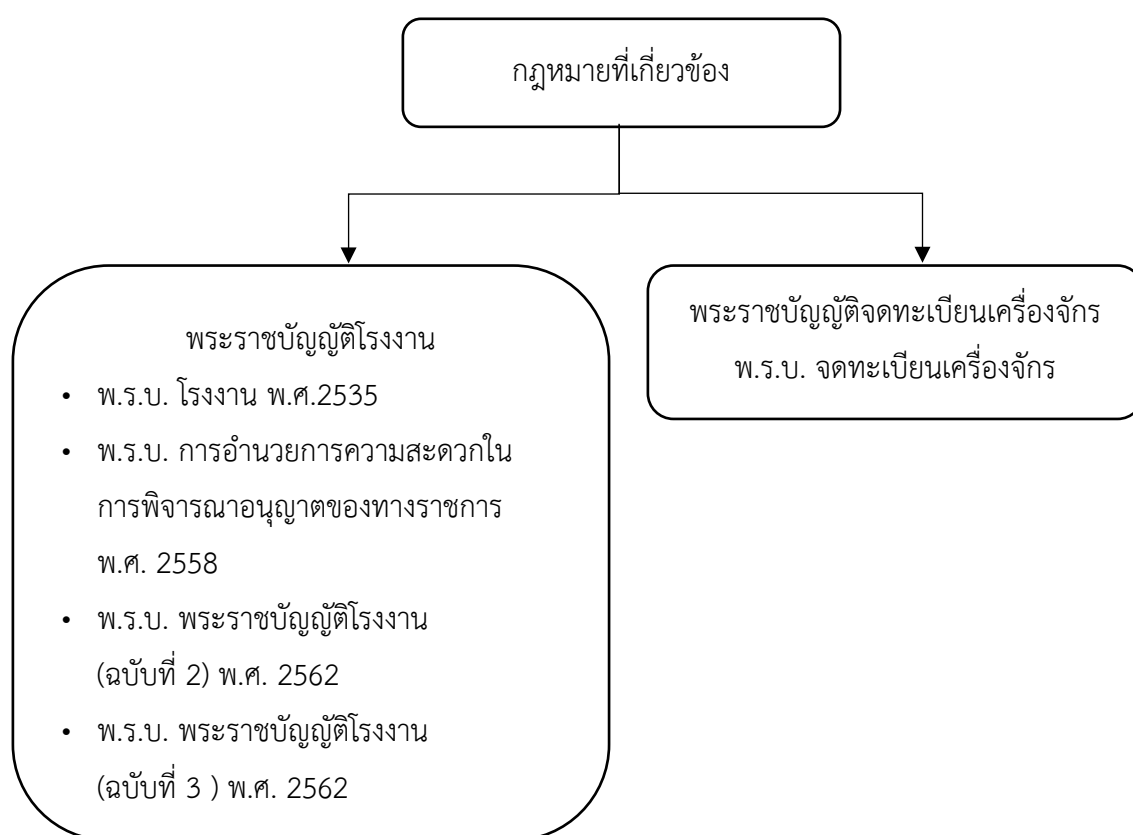 กฎหมายที่เกี่ยวข้อง
พระราชบัญญัติโรงงาน
• พ.ร.บ. โรงงาน พ.ศ.2535
• พ.ร.บ. การอำนวยการความสะดวกใน
การพิจารณาอนุญาตของทางราชการ
พ.ศ. 2558
• พ.ร.บ. พระราชบัญญัติโรงงาน
(ฉบับที่ 2) พ.ศ. 2562
• พ.ร.บ. พระราชบัญญัติโรงงาน
(ฉบับที่ 3 ) พ.ศ. 2562
พระราชบัญญัติจดทะเบียนเครื่องจักร
พ.ร.บ. จดทะเบียนเครื่องจักร